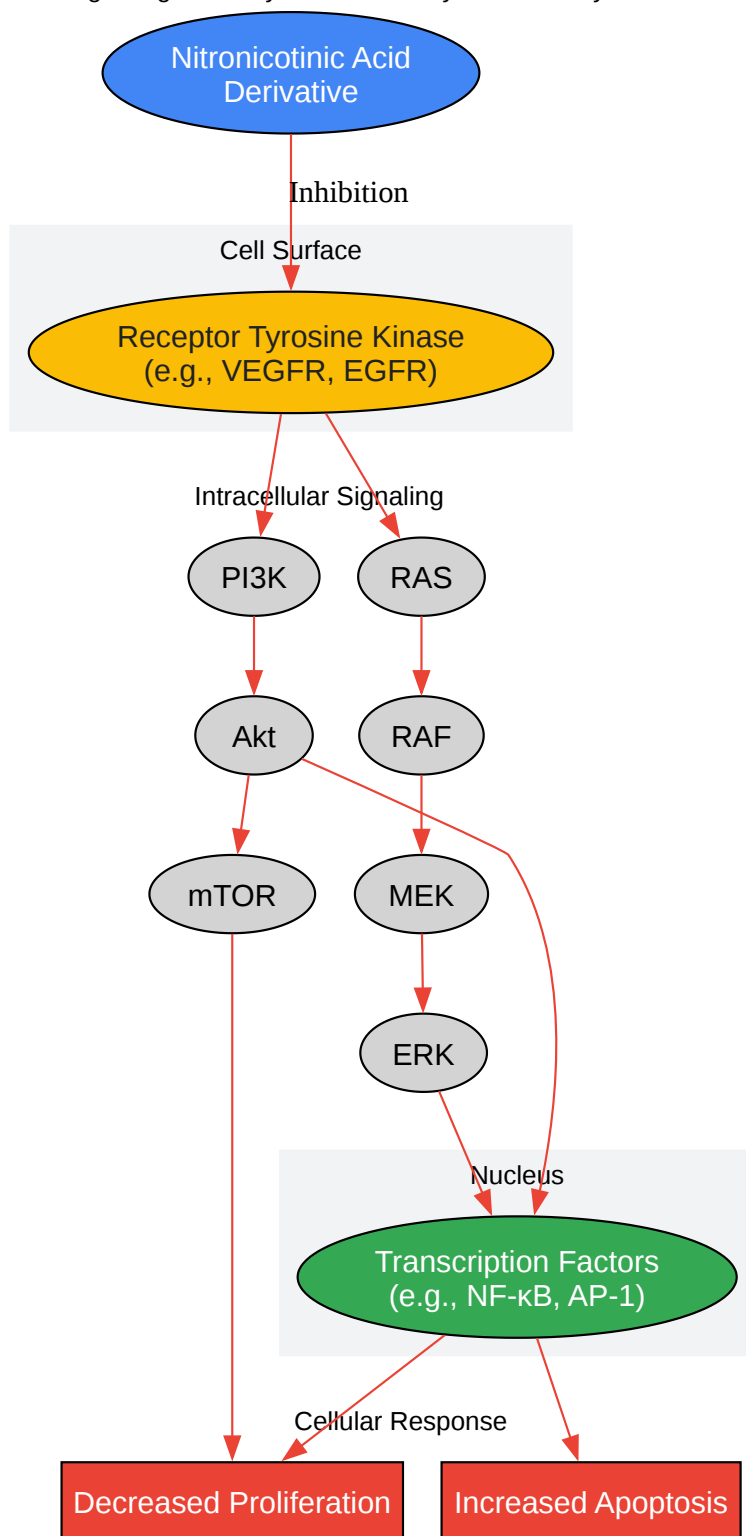 Nitronicotinic Acid
Derivative
Inhibition
Cell Surface
Receptor Tyrosine Kinase
(e.g., VEGFR, EGFR)
Intracellular Signaling
PI3K
RAS
Akt
RAF
mTOR
MEK
ERK
Nucleus
Transcription Factors
(e.g., NF-κB, AP-1)
Cellular Response
Decreased Proliferation
Increased Apoptosis